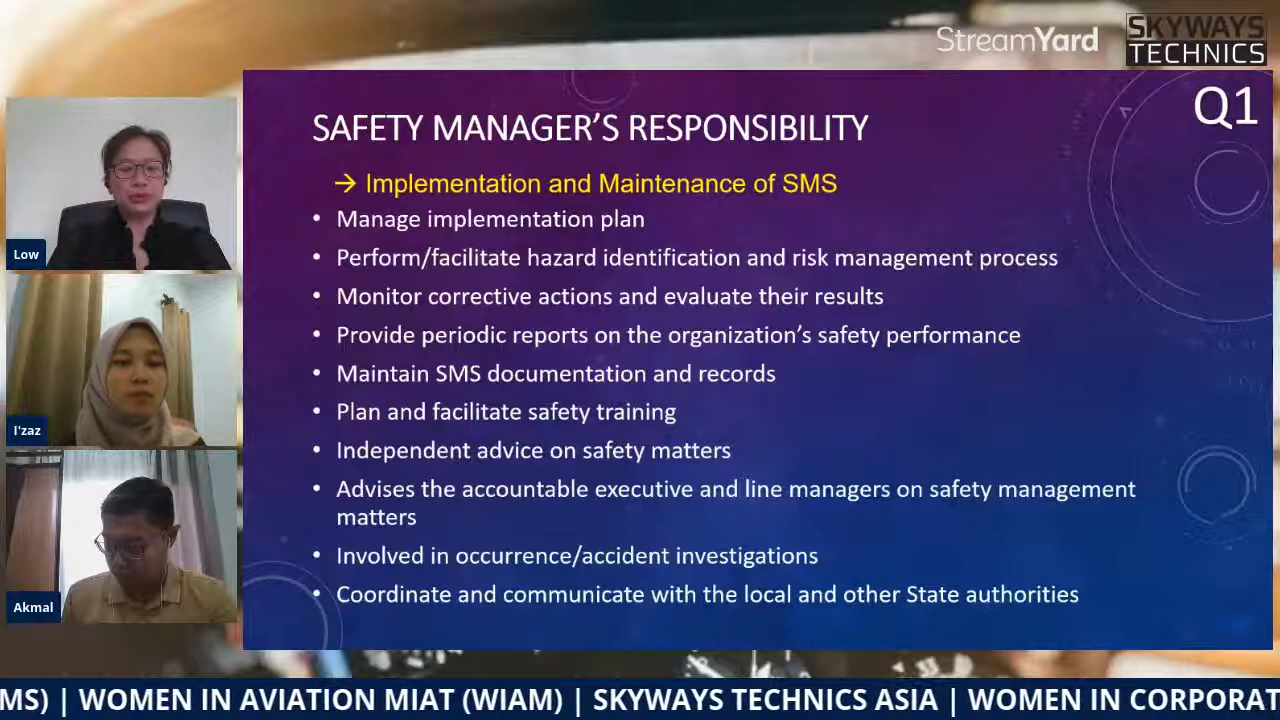 StreamYard
SKYWAYS
TECHNICS
Q1
SAFETY MANAGER’S RESPONSIBILITY
→ Implementation and Maintenance of SMS
• Manage implementation plan
• Perform/facilitate hazard identification and risk management process
• Monitor corrective actions and evaluate their results
• Provide periodic reports on the organization’s safety performance
• Maintain SMS documentation and records
• Plan and facilitate safety training
• Independent advice on safety matters
• Advises the accountable executive and line managers on safety management
matters
• Involved in occurrence/accident investigations
• Coordinate and communicate with the local and other State authorities
Low
I'zaz
Akmal
MS) | WOMEN IN AVIATION MIAT (WIAM) | SKYWAYS TECHNICS ASIA | WOMEN IN CORPORAT